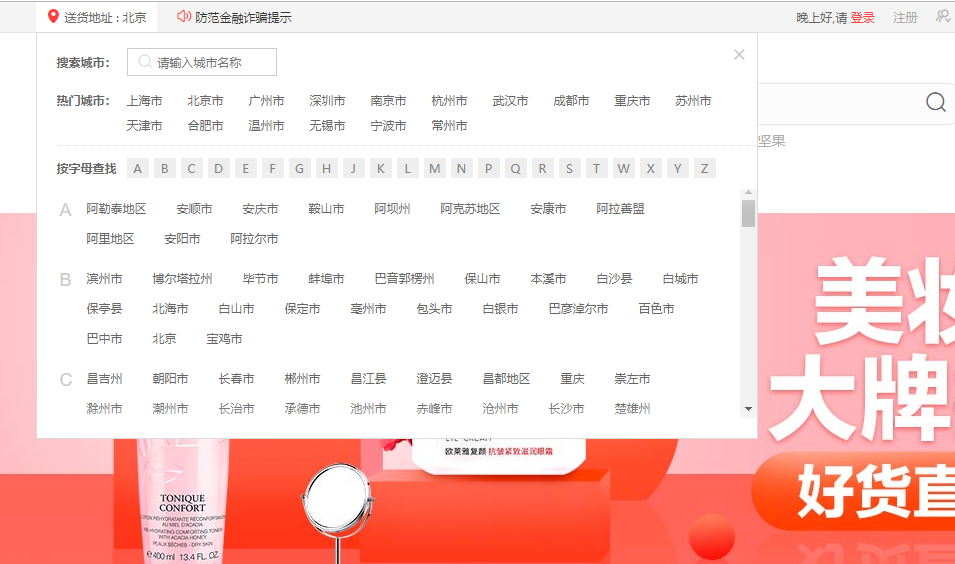 送货地址 : 北京 防范金融诈骗提示 晚上好,请 登录 注册
搜索城市： 请输入城市名称
热门城市： 上海市 北京市 广州市 深圳市 南京市 杭州市 武汉市 成都市 重庆市 苏州市
天津市 合肥市 温州市 无锡市 宁波市 常州市
坚果
按字母查找 A B C D E F G H J K L M N P Q R S T W X Y Z
A 阿勒泰地区 安顺市 安庆市 鞍山市 阿坝州 阿克苏地区 安康市 阿拉善盟
阿里地区 安阳市 阿拉尔市
B 滨州市 博尔塔拉州 毕节市 蚌埠市 巴音郭楞州 保山市 本溪市 白沙县 白城市
保亭县 北海市 白山市 保定市 亳州市 包头市 白银市 巴彦淖尔市 百色市
巴中市 北京 宝鸡市
C 昌吉州 朝阳市 长春市 郴州市 昌江县 澄迈县 昌都地区 重庆 崇左市
滁州市 潮州市 长治市 承德市 池州市 赤峰市 沧州市 长沙市 楚雄州
美妆
大牌
好货直
EYE CREAM
欧莱雅复颜 抗皱紧致滋润眼霜
TONIQUE
CONFORT
LOTION RÉHYDRATANTE RÉCONFORTANTE
AU MIEL D'ACACIA
RE-HYDRATING COMFORTING TONER
WITH ACACIA HONEY
PEAUX SÈCHES - DRY SKIN
℮400 ml 13.4 FL. OZ.